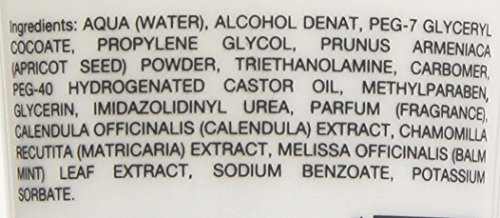 Ingredients: AQUA (WATER), ALCOHOL DENAT, PEG-7 GLYCERYL
COCOATE, PROPYLENE GLYCOL, PRUNUS ARMENIACA
(APRICOT SEED) POWDER, TRIETHANOLAMINE, CARBOMER,
PEG-40 HYDROGENATED CASTOR OIL, METHYLPARABEN,
GLYCERIN, IMIDAZOLIDINYL UREA, PARFUM (FRAGRANCE),
CALENDULA OFFICINALIS (CALENDULA) EXTRACT, CHAMOMILLA
RECUTITA (MATRICARIA) EXTRACT, MELISSA OFFICINALIS (BALM
MINT) LEAF EXTRACT, SODIUM BENZOATE, POTASSIUM
SORBATE.